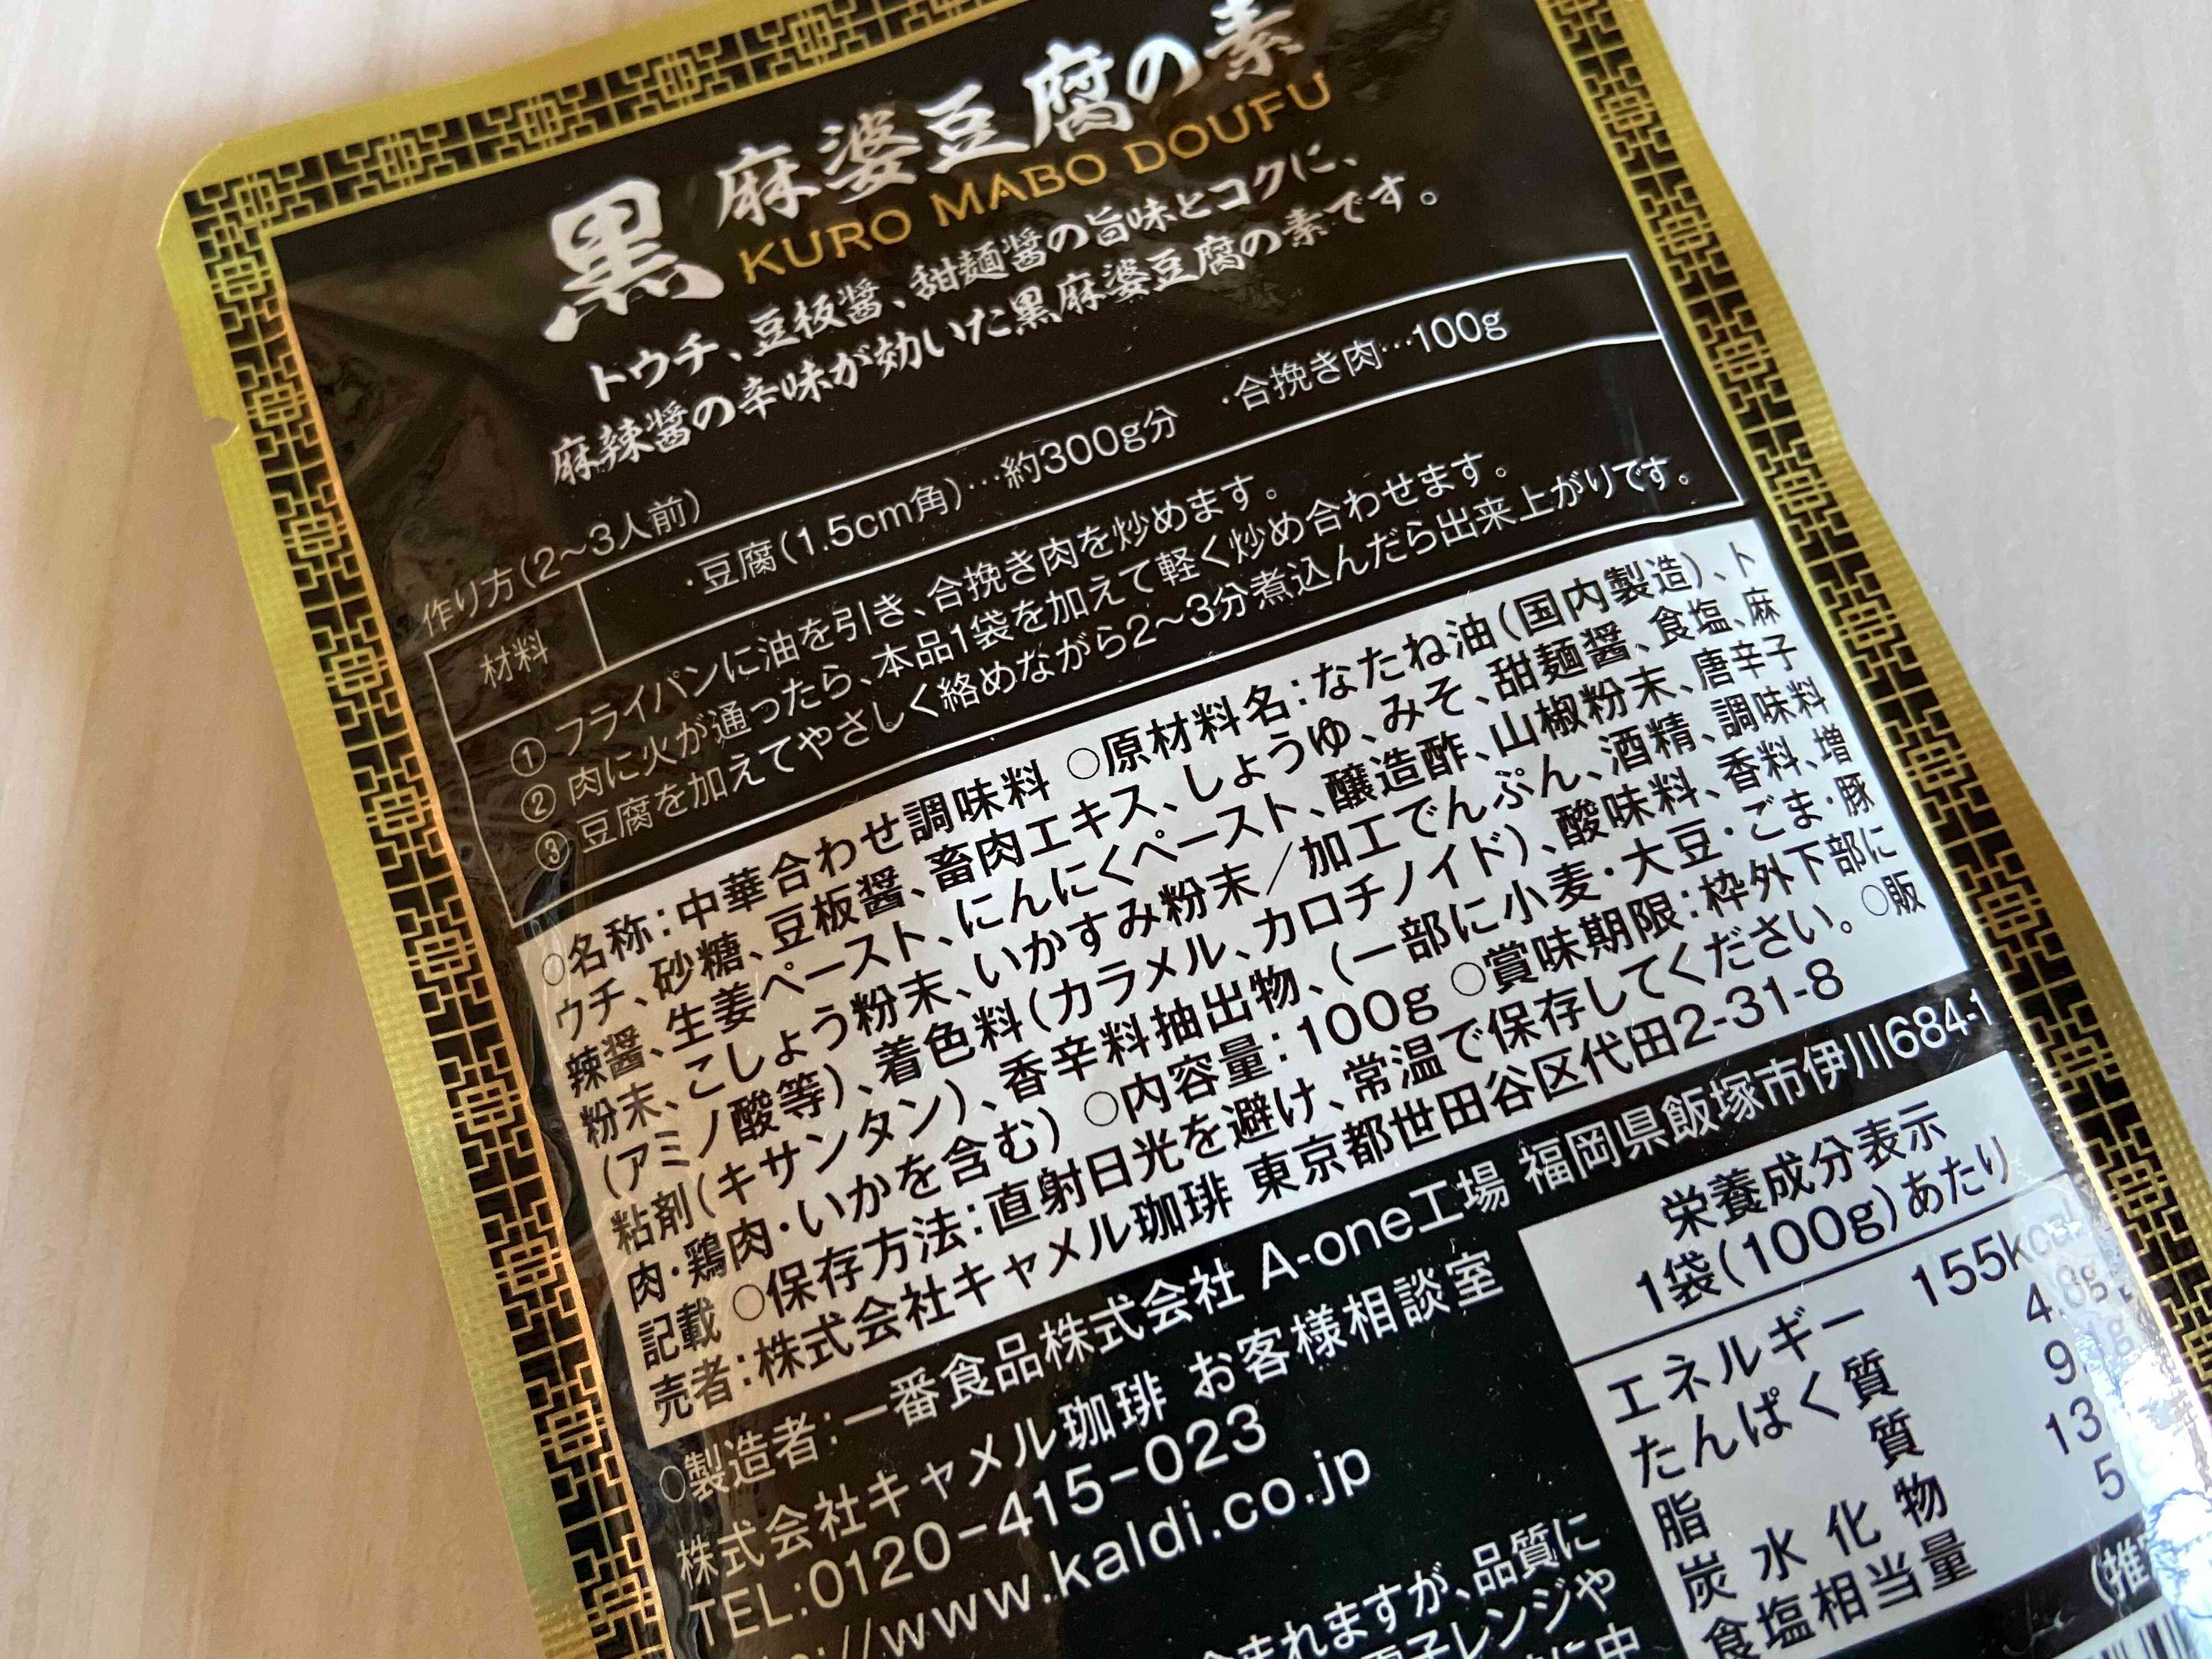 黒麻婆豆腐の素
KURO MABO DOUFU
トウチ、豆板醤、甜麺醤の旨味とコクに、
麻辣醤の辛味が効いた黒麻婆豆腐の素です。
作り方(2～3人前)
材料 ・豆腐(1.5cm角)…約300g分 ・合挽き肉…100g
① フライパンに油を引き、合挽き肉を炒めます。
② 肉に火が通ったら、本品1袋を加えて軽く炒め合わせます。
③ 豆腐を加えてやさしく絡めながら2～3分煮込んだら出来上がりです。
○名称：中華合わせ調味料 ○原材料名：なたね油(国内製造)、ト
ウチ、砂糖、豆板醤、畜肉エキス、しょうゆ、みそ、甜麺醤、食塩、麻
辣醤、生姜ペースト、にんにくペースト、醸造酢、山椒粉末、唐辛子
粉末、こしょう粉末、いかすみ粉末／加工でんぷん、酒精、調味料
(アミノ酸等)、着色料(カラメル、カロチノイド)、酸味料、香料、増
粘剤(キサンタン)、香辛料抽出物、(一部に小麦・大豆・ごま・豚
肉・鶏肉・いかを含む) ○内容量：100g ○賞味期限：枠外下部に
記載 ○保存方法：直射日光を避け、常温で保存してください。 ○販
売者：株式会社キャメル珈琲 東京都世田谷区代田2-31-8
○製造者：一番食品株式会社 A-one工場 福岡県飯塚市伊川684-1
株式会社キャメル珈琲 お客様相談室
TEL:0120-415-023
//www.kaldi.co.jp
栄養成分表示
1袋(100g)あたり
エネルギー 155kcal
たんぱく質 4.8g
脂質 9.1g
炭水化物 13
食塩相当量 5
(推
まれますが、品質に
子レンジや
に中